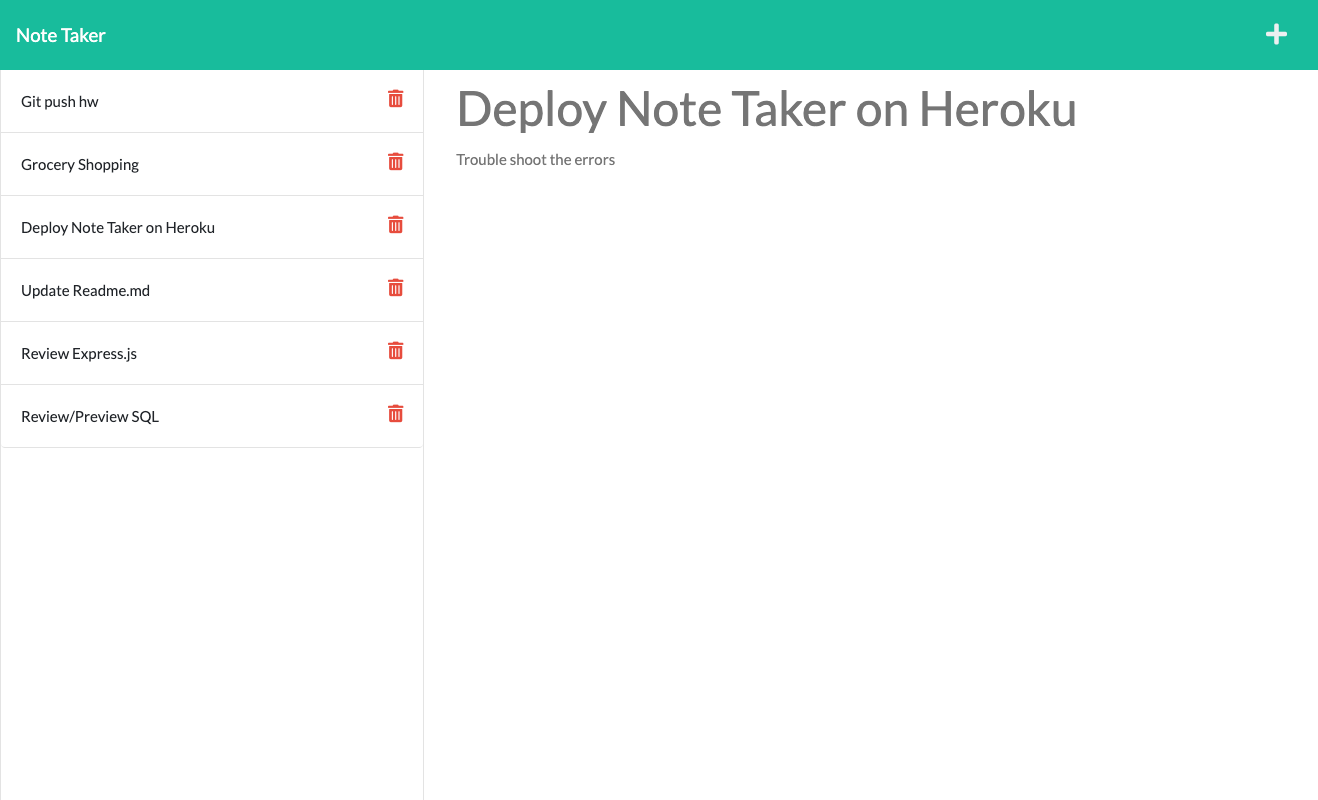 Note Taker
Git push hw
Grocery Shopping
Deploy Note Taker on Heroku
Update Readme.md
Review Express.js
Review/Preview SQL
Deploy Note Taker on Heroku
Trouble shoot the errors